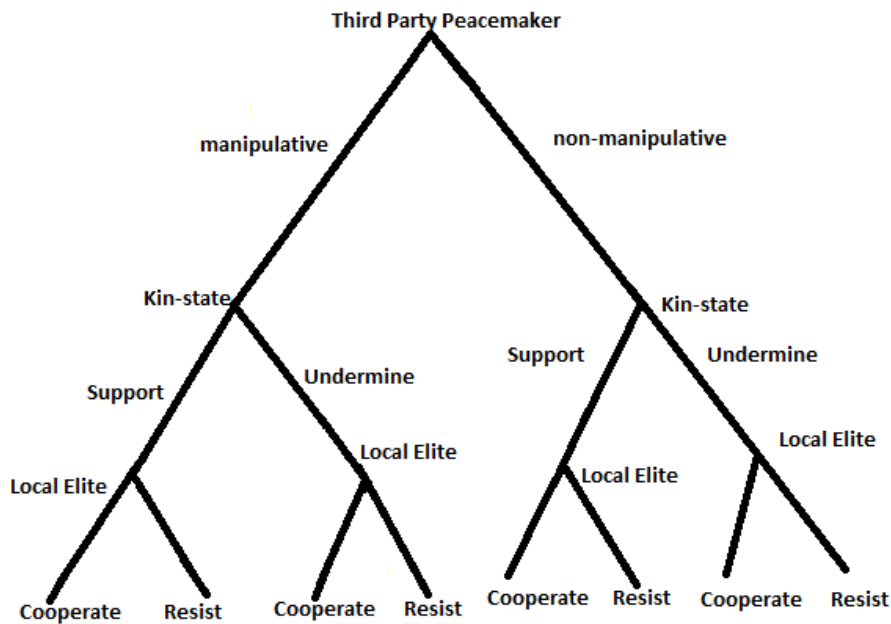 Third Party Peacemaker
manipulative
non-manipulative
Kin-state
Kin-state
Support
Undermine
Support
Undermine
Local Elite
Local Elite
Local Elite
Local Elite
Cooperate
Resist
Cooperate
Resist
Cooperate
Resist
Cooperate
Resist